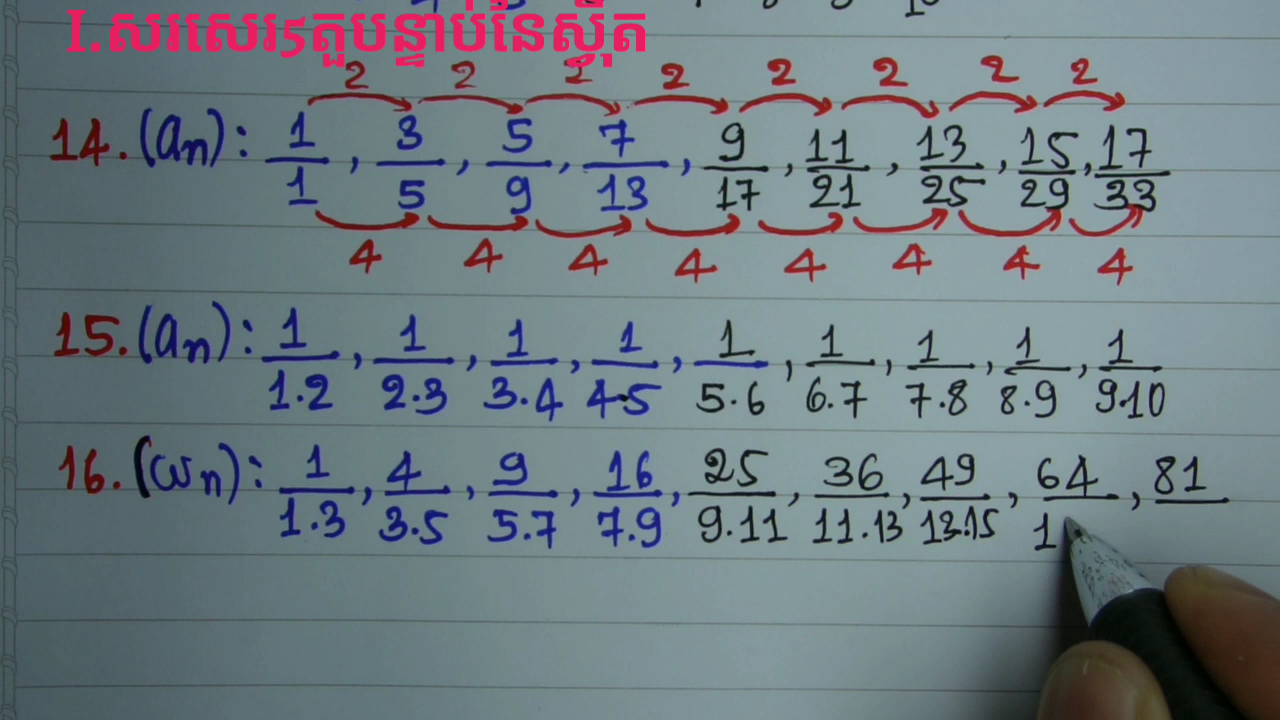 I.សរសេរ5តួបន្ទាប់នៃស្វ៊ីត
2 2 2 2 2 2 2 2
14. (an): 1/1, 3/5, 5/9, 7/13, 9/17, 11/21, 13/25, 15/29, 17/33
4 4 4 4 4 4 4 4
15. (an): 1/1.2, 1/2.3, 1/3.4, 1/4.5, 1/5.6, 1/6.7, 1/7.8, 1/8.9, 1/9.10
16. (wn): 1/1.3, 4/3.5, 9/5.7, 16/7.9, 25/9.11, 36/11.13, 49/13.15, 64/1, 81/